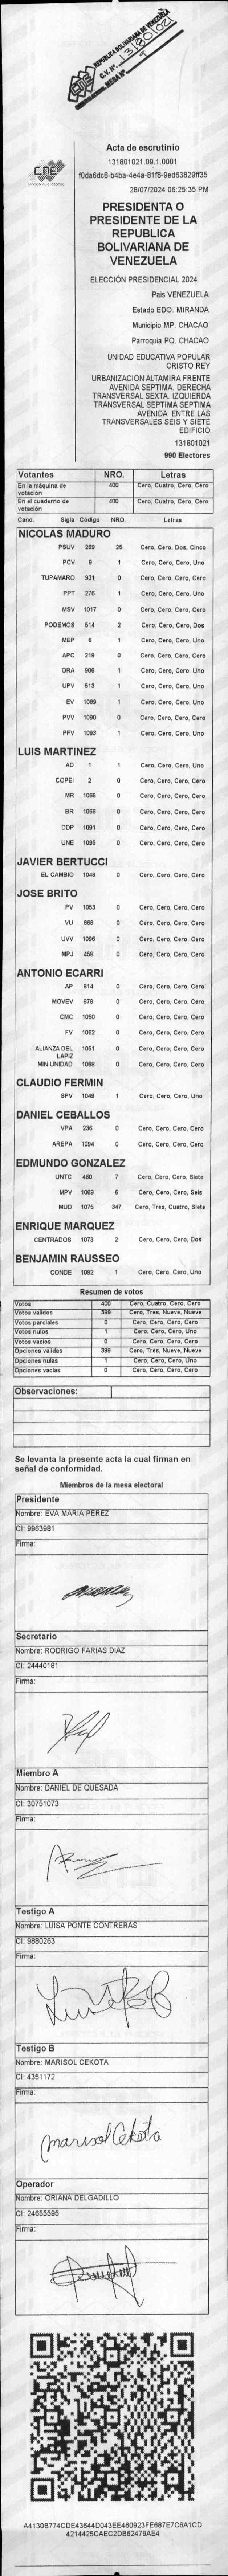 REPUBLICA BOLIVARIANA DE VENEZUELA
CNE
C.V. Nº 131801021
MESA Nº 9
CNE
Acta de escrutinio
131801021.09.1.0001
f0da6dc8-b4ba-4e4a-81f8-9ed63829ff35
28/07/2024 06:25:35 PM
PRESIDENTA O
PRESIDENTE DE LA
REPUBLICA
BOLIVARIANA DE
VENEZUELA
ELECCIÓN PRESIDENCIAL 2024
País VENEZUELA
Estado EDO. MIRANDA
Municipio MP. CHACAO
Parroquia PQ. CHACAO
UNIDAD EDUCATIVA POPULAR
CRISTO REY
URBANIZACION ALTAMIRA FRENTE
AVENIDA SEPTIMA. DERECHA
TRANSVERSAL SEXTA. IZQUIERDA
TRANSVERSAL SEPTIMA SEPTIMA
AVENIDA ENTRE LAS
TRANSVERSALES SEIS Y SIETE
EDIFICIO
131801021
990 Electores
Votantes NRO. Letras
En la máquina de votación 400 Cero, Cuatro, Cero, Cero
En el cuaderno de votación 400 Cero, Cuatro, Cero, Cero
Cand. Sigla Código NRO. Letras
NICOLAS MADURO
PSUV 269 25 Cero, Cero, Dos, Cinco
PCV 9 1 Cero, Cero, Cero, Uno
TUPAMARO 931 0 Cero, Cero, Cero, Cero
PPT 276 1 Cero, Cero, Cero, Uno
MSV 1017 0 Cero, Cero, Cero, Cero
PODEMOS 514 2 Cero, Cero, Cero, Dos
MEP 6 1 Cero, Cero, Cero, Uno
APC 219 0 Cero, Cero, Cero, Cero
ORA 906 1 Cero, Cero, Cero, Uno
UPV 613 1 Cero, Cero, Cero, Uno
EV 1089 1 Cero, Cero, Cero, Uno
PVV 1090 0 Cero, Cero, Cero, Cero
PFV 1093 1 Cero, Cero, Cero, Uno
LUIS MARTINEZ
AD 1 1 Cero, Cero, Cero, Uno
COPEI 2 0 Cero, Cero, Cero, Cero
MR 1066 0 Cero, Cero, Cero, Cero
BR 1066 0 Cero, Cero, Cero, Cero
DDP 1091 0 Cero, Cero, Cero, Cero
UNE 1095 0 Cero, Cero, Cero, Cero
JAVIER BERTUCCI
EL CAMBIO 1046 0 Cero, Cero, Cero, Cero
JOSE BRITO
PV 1053 0 Cero, Cero, Cero, Cero
VU 868 0 Cero, Cero, Cero, Cero
UVV 1096 0 Cero, Cero, Cero, Cero
MPJ 458 0 Cero, Cero, Cero, Cero
ANTONIO ECARRI
AP 814 0 Cero, Cero, Cero, Cero
MOVEV 879 0 Cero, Cero, Cero, Cero
CMC 1050 0 Cero, Cero, Cero, Cero
FV 1062 0 Cero, Cero, Cero, Cero
ALIANZA DEL LAPIZ 1051 0 Cero, Cero, Cero, Cero
MIN UNIDAD 1068 0 Cero, Cero, Cero, Cero
CLAUDIO FERMIN
SPV 1049 1 Cero, Cero, Cero, Uno
DANIEL CEBALLOS
VPA 236 0 Cero, Cero, Cero, Cero
AREPA 1094 0 Cero, Cero, Cero, Cero
EDMUNDO GONZALEZ
UNTC 460 7 Cero, Cero, Cero, Siete
MPV 1069 6 Cero, Cero, Cero, Seis
MUD 1075 347 Cero, Tres, Cuatro, Siete
ENRIQUE MARQUEZ
CENTRADOS 1073 2 Cero, Cero, Cero, Dos
BENJAMIN RAUSSEO
CONDE 1092 1 Cero, Cero, Cero, Uno
Resumen de votos
Votos 400 Cero, Cuatro, Cero, Cero
Votos validos 399 Cero, Tres, Nueve, Nueve
Votos parciales 0 Cero, Cero, Cero, Cero
Votos nulos 1 Cero, Cero, Cero, Uno
Votos vacios 0 Cero, Cero, Cero, Cero
Opciones validas 399 Cero, Tres, Nueve, Nueve
Opciones nulas 1 Cero, Cero, Cero, Uno
Opciones vacias 0 Cero, Cero, Cero, Cero
Observaciones:
Se levanta la presente acta la cual firman en
señal de conformidad.
Miembros de la mesa electoral
Presidente
Nombre: EVA MARIA PEREZ
CI: 9963981
Firma:
Secretario
Nombre: RODRIGO FARIAS DIAZ
CI: 24440181
Firma:
Miembro A
Nombre: DANIEL DE QUESADA
CI: 30751073
Firma:
Testigo A
Nombre: LUISA PONTE CONTRERAS
CI: 9880263
Firma:
Testigo B
Nombre: MARISOL CEKOTA
CI: 4351172
Firma:
Marisol Cekota
Operador
Nombre: ORIANA DELGADILLO
CI: 24655595
Firma:
A4130B774CDE43644D043EE460923FE687E7C6A1CD
4214425CAEC2DB62479AE4